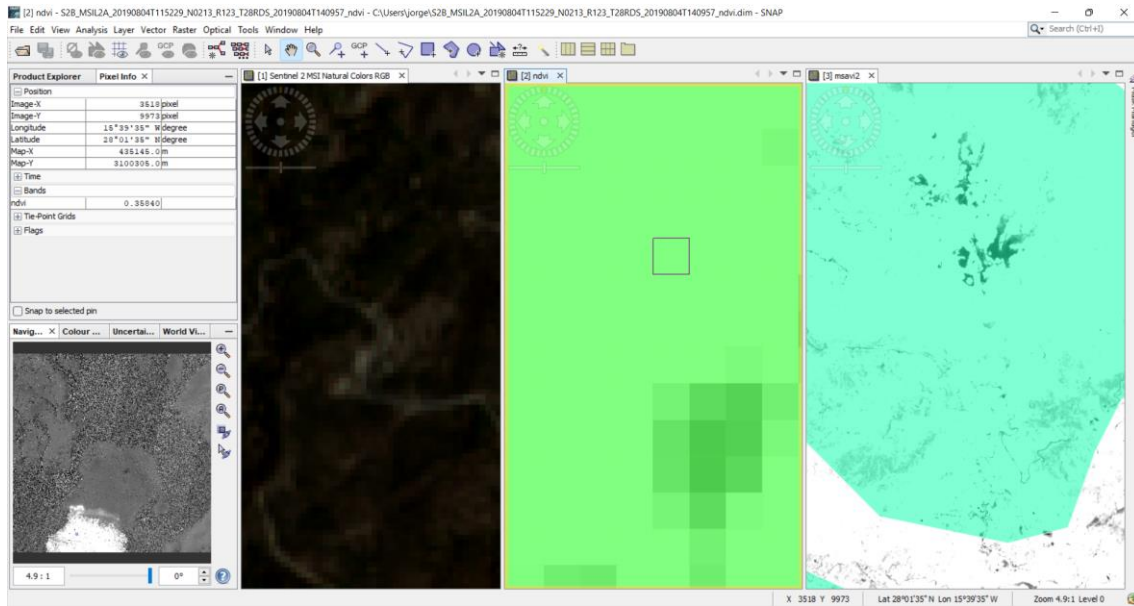 [2] ndvi - S2B_MSIL2A_20190804T115229_N0213_R123_T28RDS_20190804T140957_ndvi - C:\Users\jorge\S2B_MSIL2A_20190804T115229_N0213_R123_T28RDS_20190804T140957_ndvi.dim - SNAP
File Edit View Analysis Layer Vector Raster Optical Tools Window Help
Search (Ctrl+I)
GCP GCP
Product Explorer Pixel Info
[1] Sentinel 2 MSI Natural Colors RGB
[2] ndvi
[3] msavi2
Position
Image-X 3518 pixel
Image-Y 9973 pixel
Longitude 15°39'35" W degree
Latitude 28°01'35" N degree
Map-X 435145.0 m
Map-Y 3100305.0 m
Time
Bands
ndvi 0.35840
Tie-Point Grids
Flags
Snap to selected pin
Navig... Colour ... Uncertai... World Vi...
4.9 : 1 0°
X 3518 Y 9973 Lat 28°01'35" N Lon 15°39'35" W Zoom 4.9:1 Level 0